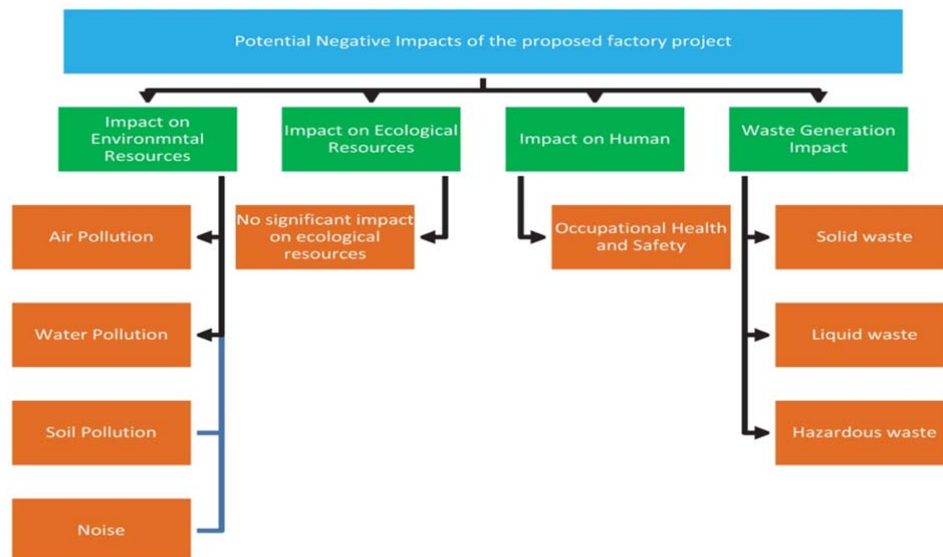 Potential Negative Impacts of the proposed factory project
Impact on
Environmntal
Resources
Impact on Ecological
Resources
Impact on Human
Waste Generation
Impact
Air Pollution
No significant impact
on ecological
resources
Occupational Health
and Safety
Solid waste
Water Pollution
Liquid waste
Soil Pollution
Hazardous waste
Noise